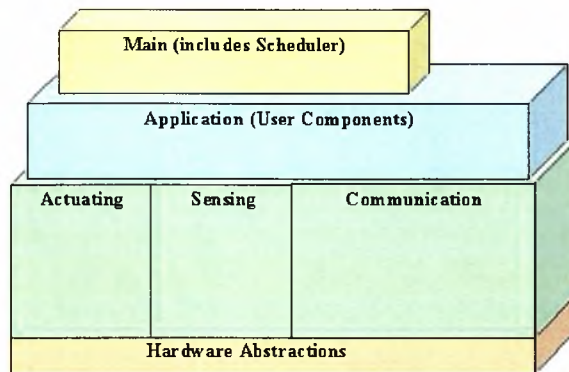 Main (includes Scheduler)
Application (User Components)
Actuating
Sensing
Communication
Hardware Abstractions